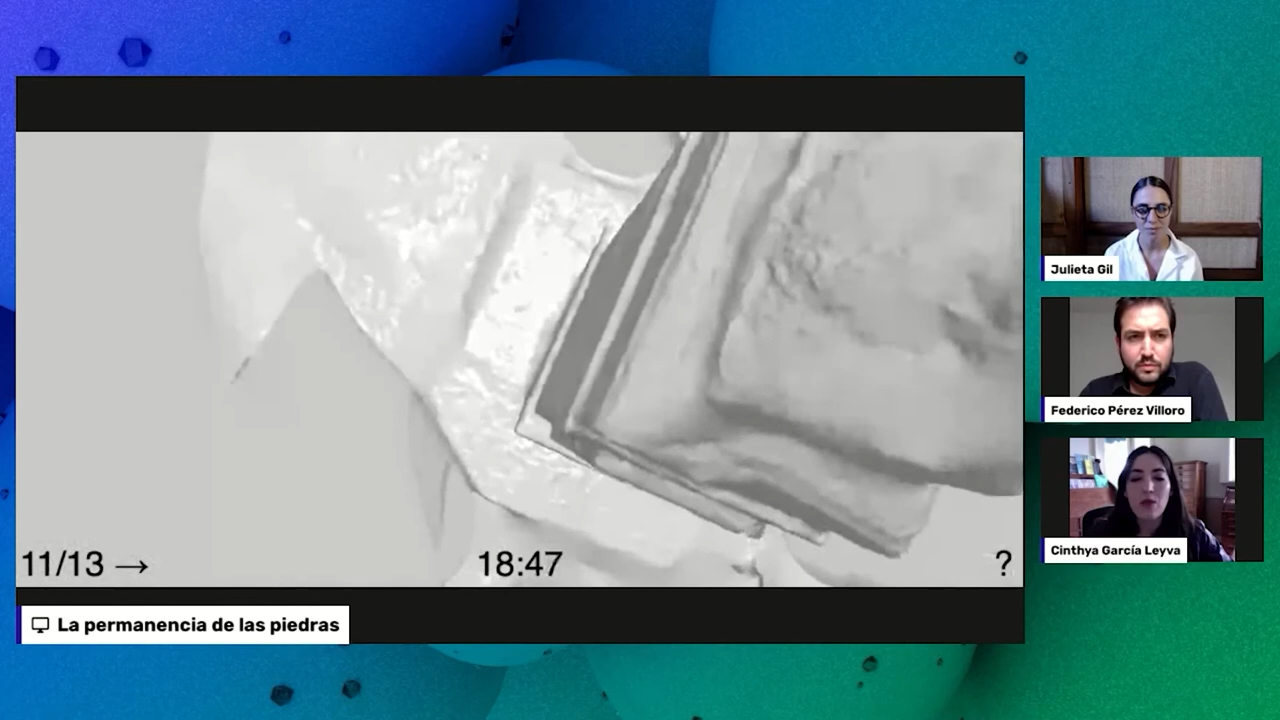 11/13 →
18:47
?
La permanencia de las piedras
Julieta Gil
Federico Pérez Villoro
Cinthya García Leyva